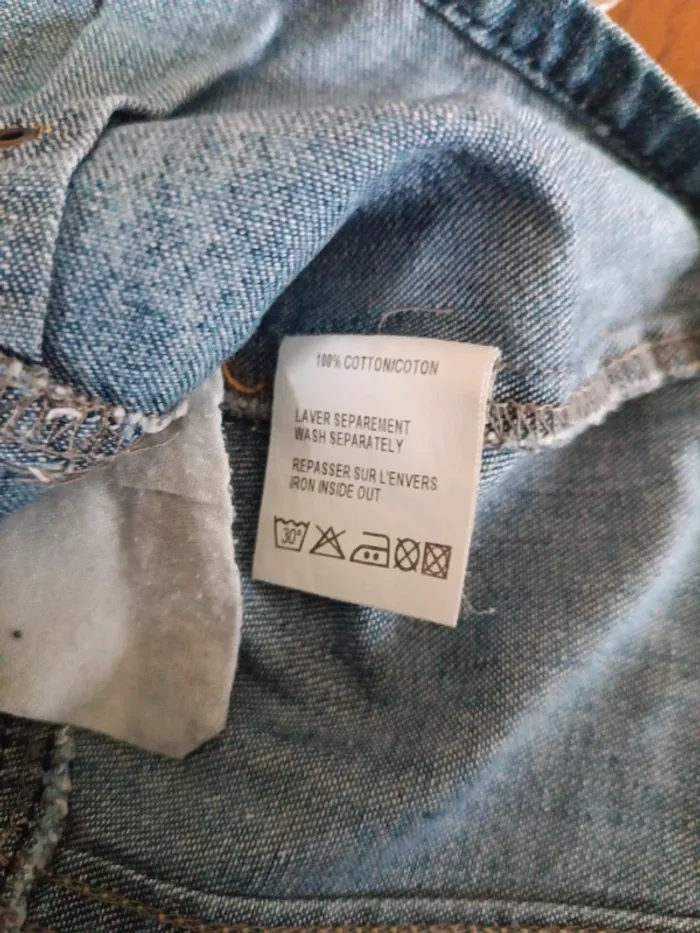 100% COTTON/COTON
LAVER SEPAREMENT
WASH SEPARATELY
REPASSER SUR L'ENVERS
IRON INSIDE OUT
30°